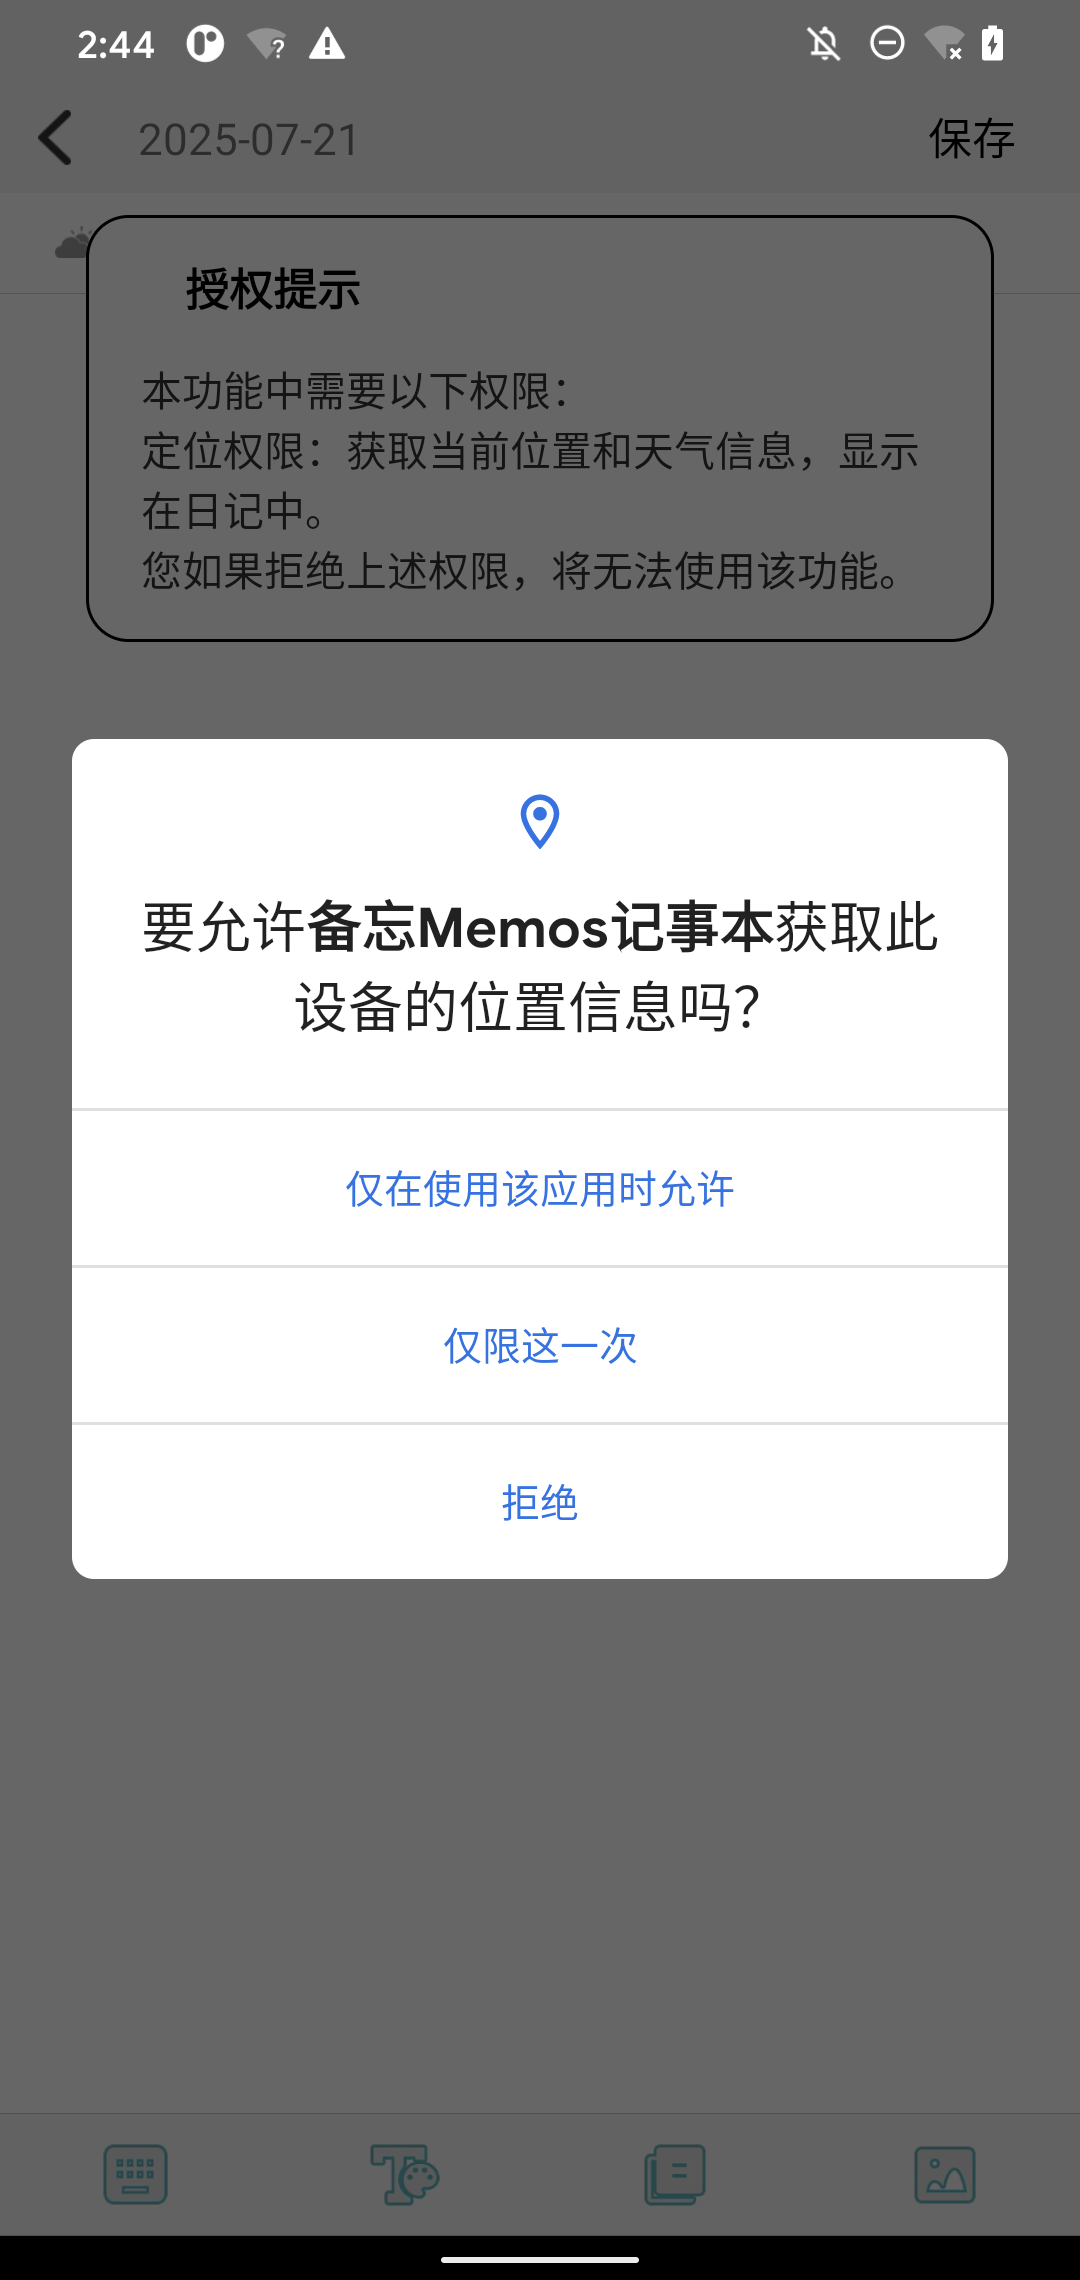 2:44
2025-07-21
保存
授权提示
本功能中需要以下权限：
定位权限：获取当前位置和天气信息，显示
在日记中。
您如果拒绝上述权限，将无法使用该功能。
要允许备忘Memos记事本获取此
设备的位置信息吗？
仅在使用该应用时允许
仅限这一次
拒绝